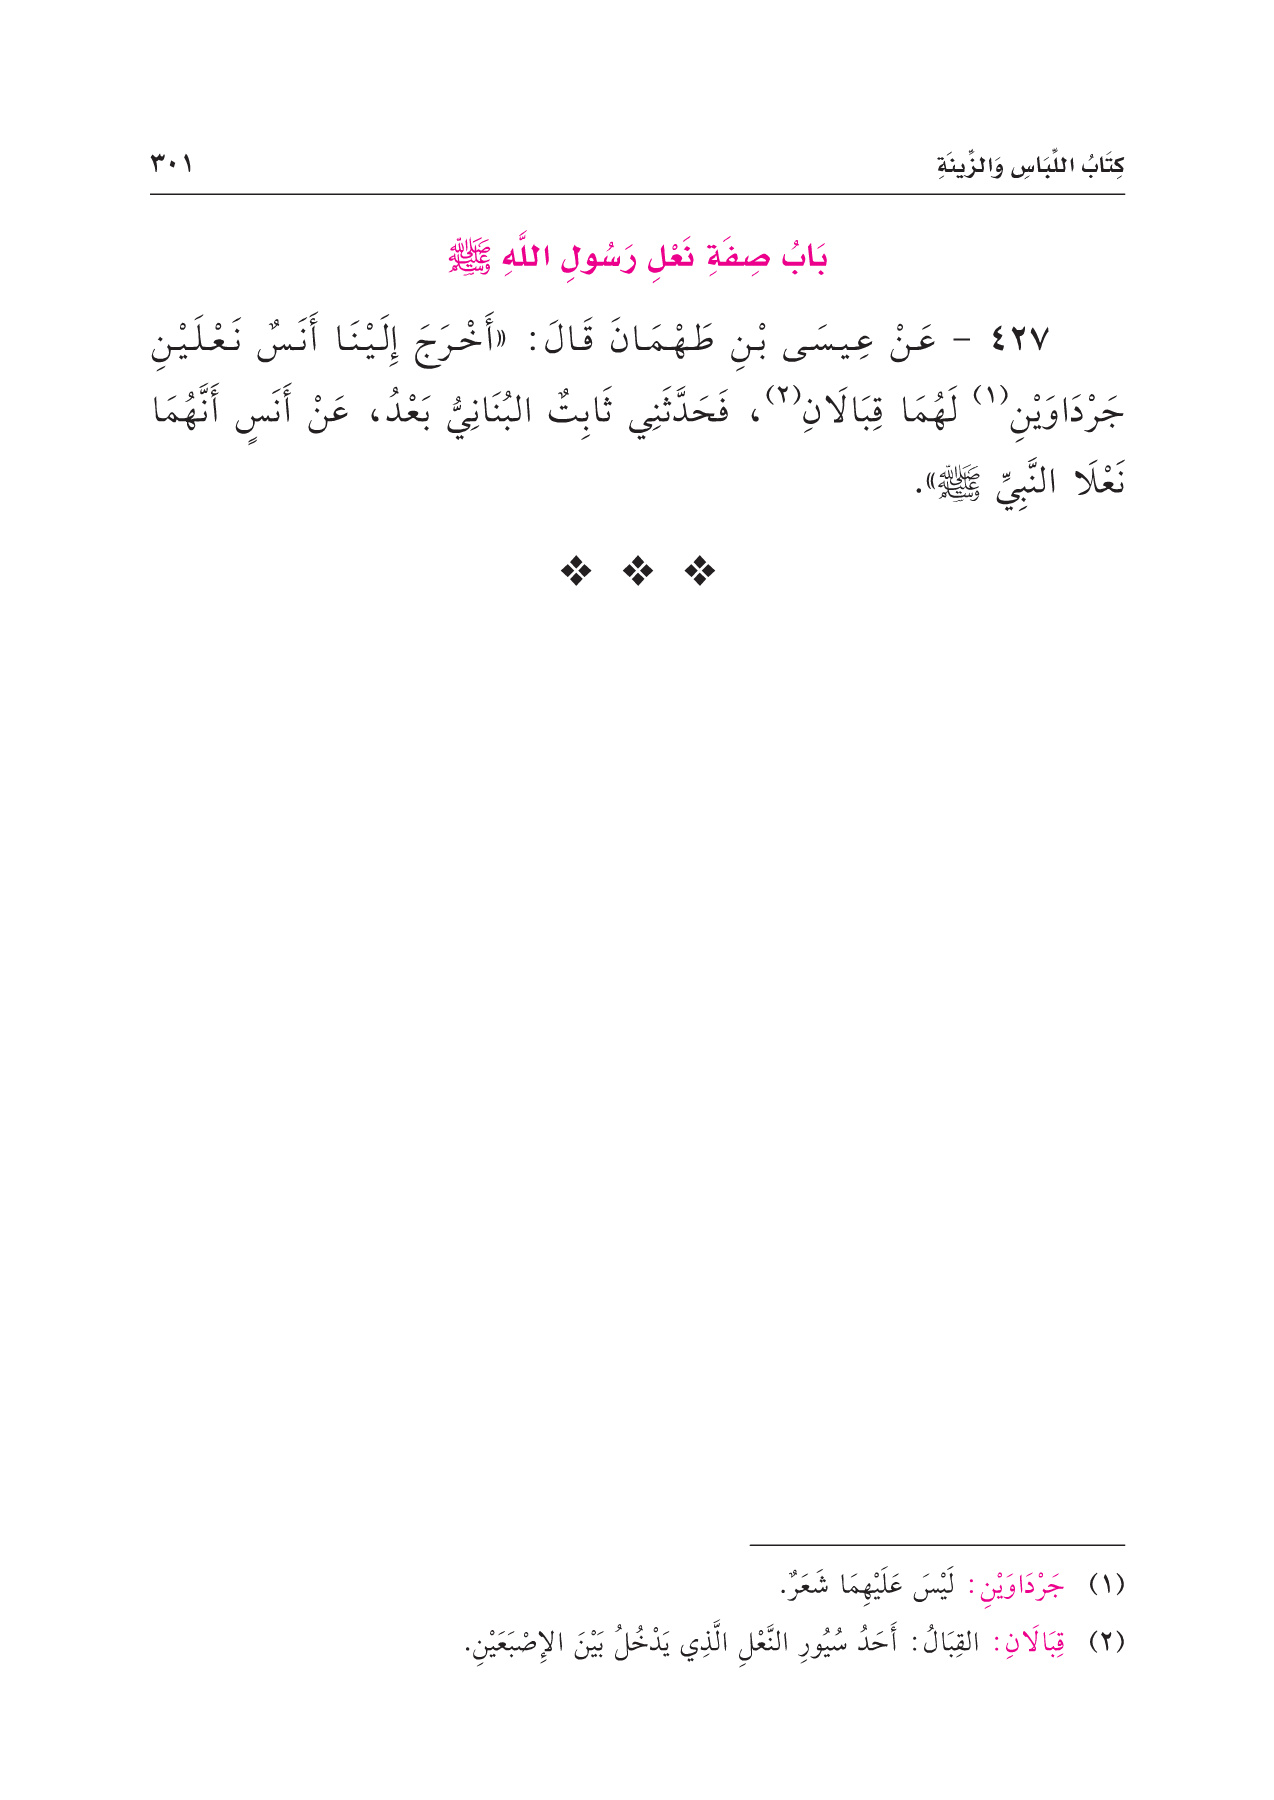 كِتَابُ اللِّبَاسِ وَالزِّينَةِ ٣٠١
بَابُ صِفَةِ نَعْلِ رَسُولِ اللَّهِ ﷺ
٤٢٧ - عَنْ عِيسَى بْنِ طَهْمَانَ قَالَ: «أَخْرَجَ إِلَيْنَا أَنَسٌ نَعْلَيْنِ
جَرْدَاوَيْنِ(١) لَهُمَا قِبَالَانِ(٢)، فَحَدَّثَنِي ثَابِتٌ البُنَانِيُّ بَعْدُ، عَنْ أَنَسٍ أَنَّهُمَا
نَعْلَا النَّبِيِّ ﷺ».
❖ ❖ ❖
(١) جَرْدَاوَيْنِ: لَيْسَ عَلَيْهِمَا شَعَرٌ.
(٢) قِبَالَانِ: القِبَالُ: أَحَدُ سُيُورِ النَّعْلِ الَّذِي يَدْخُلُ بَيْنَ الإِصْبَعَيْنِ.